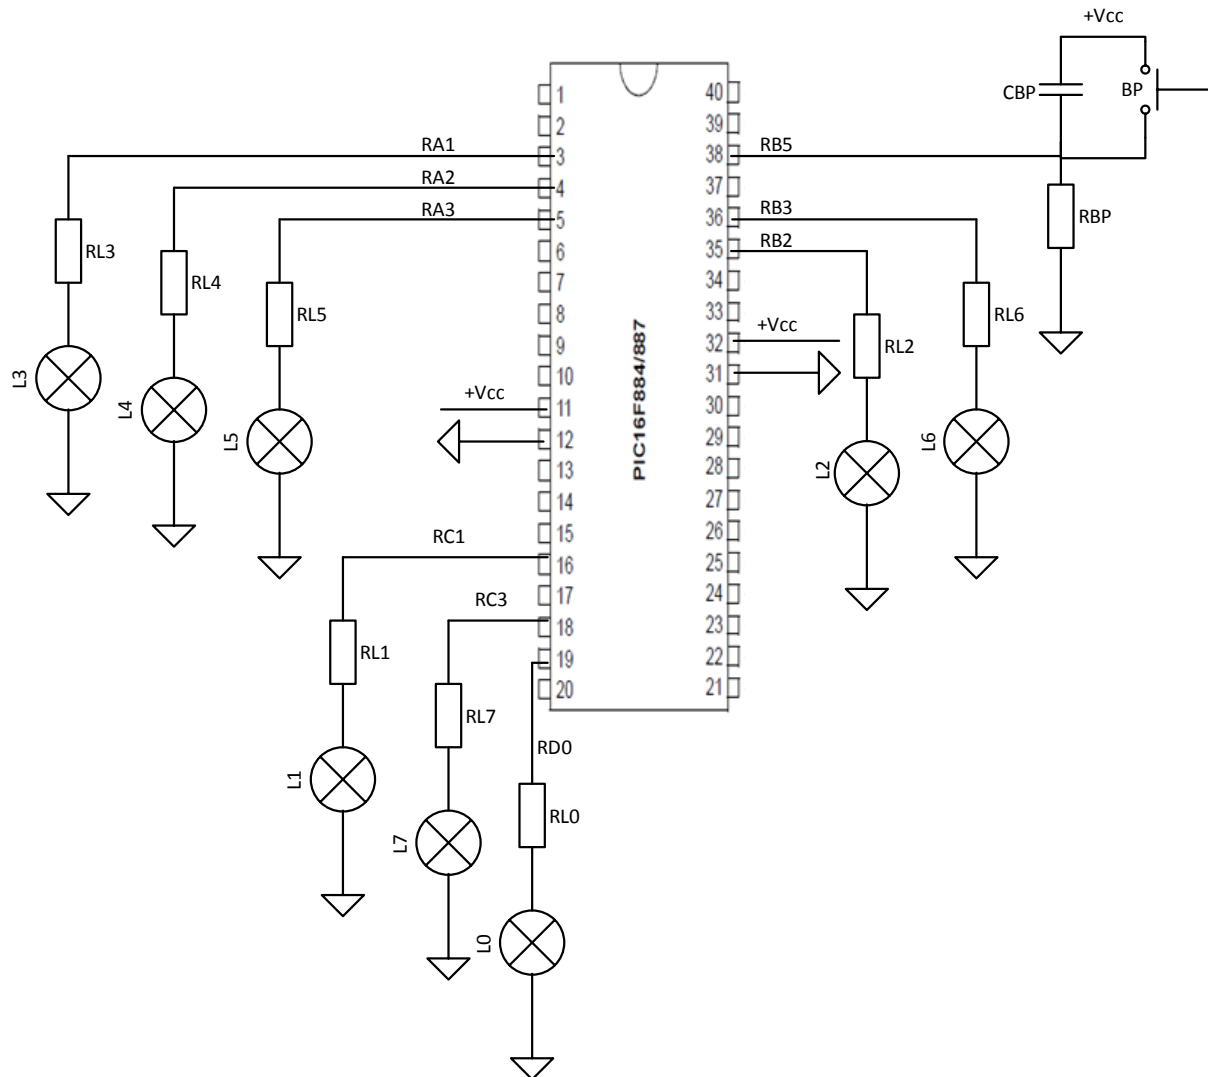 +Vcc
CBP
BP
1
2
3
4
5
6
7
8
9
10
11
12
13
14
15
16
17
18
19
20
40
39
38
37
36
35
34
33
32
31
30
29
28
27
26
25
24
23
22
21
PIC16F884/887
RA1
RA2
RA3
RL3
RL4
RL5
L3
L4
L5
+Vcc
RC1
RC3
RL1
RL7
RD0
RL0
L1
L7
L0
RB5
RB3
RB2
+Vcc
RBP
RL2
RL6
L2
L6